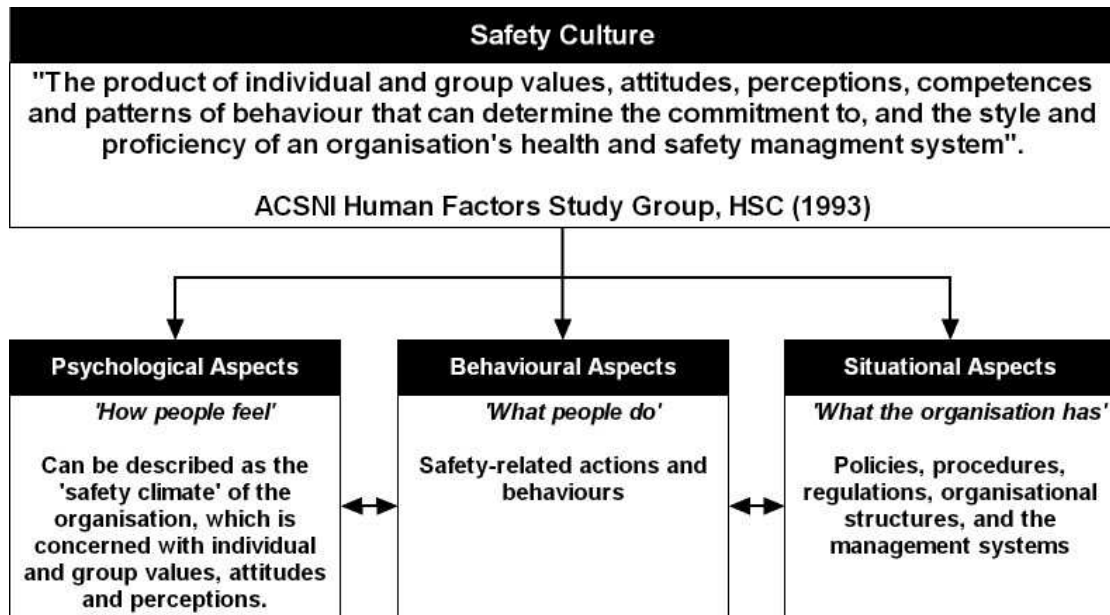 Safety Culture
"The product of individual and group values, attitudes, perceptions, competences
and patterns of behaviour that can determine the commitment to, and the style and
proficiency of an organisation's health and safety managment system".
ACSNI Human Factors Study Group, HSC (1993)
Psychological Aspects
'How people feel'
Can be described as the
'safety climate' of the
organisation, which is
concerned with individual
and group values, attitudes
and perceptions.
Behavioural Aspects
'What people do'
Safety-related actions and
behaviours
Situational Aspects
'What the organisation has'
Policies, procedures,
regulations, organisational
structures, and the
management systems